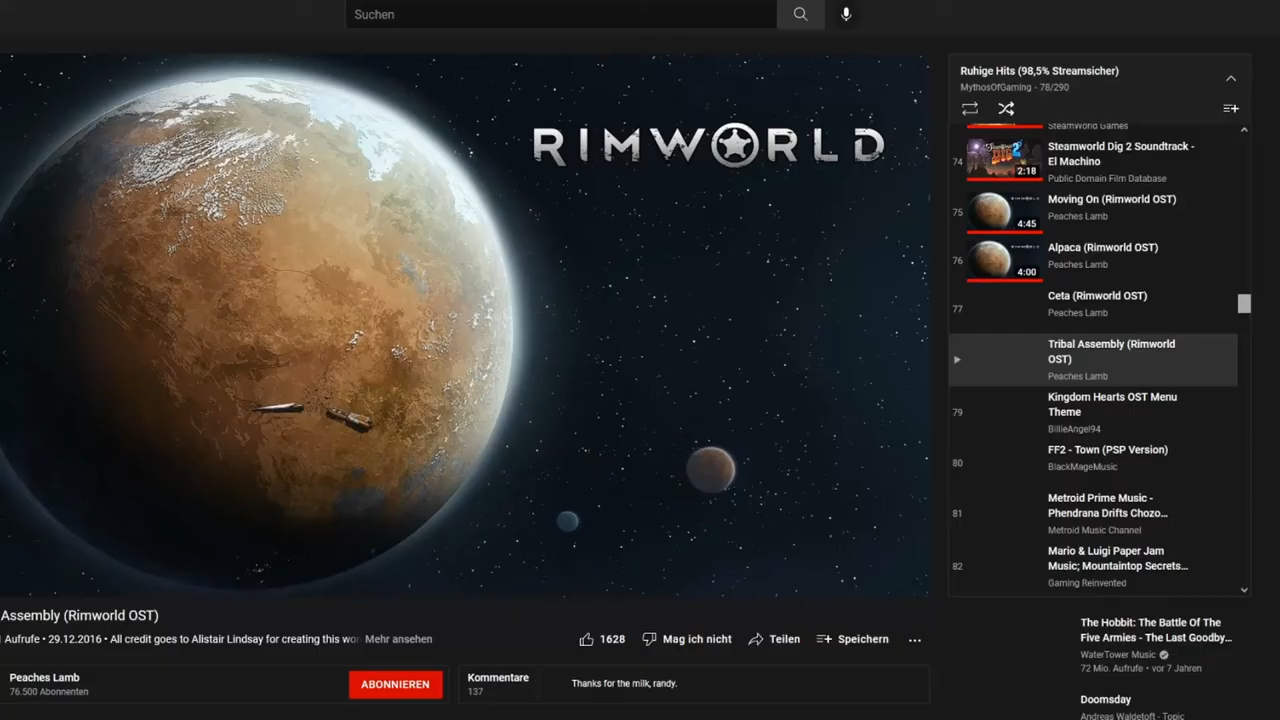 Suchen
RIMWORLD
Ruhige Hits (98,5% Streamsicher)
MythosOfGaming - 78/290
SteamWorld Games
74
2:18
Steamworld Dig 2 Soundtrack -
El Machino
Public Domain Film Database
75
4:45
Moving On (Rimworld OST)
Peaches Lamb
76
4:00
Alpaca (Rimworld OST)
Peaches Lamb
77
Ceta (Rimworld OST)
Peaches Lamb
Tribal Assembly (Rimworld
OST)
Peaches Lamb
79
Kingdom Hearts OST Menu
Theme
BillieAngel94
80
FF2 - Town (PSP Version)
BlackMageMusic
81
Metroid Prime Music -
Phendrana Drifts Chozo...
Metroid Music Channel
82
Mario & Luigi Paper Jam
Music; Mountaintop Secrets...
Gaming Reinvented
Assembly (Rimworld OST)
Aufrufe • 29.12.2016 • All credit goes to Alistair Lindsay for creating this wo Mehr ansehen
1628 Mag ich nicht Teilen Speichern
Peaches Lamb
76.500 Abonnenten
ABONNIEREN
Kommentare
137
Thanks for the milk, randy.
The Hobbit: The Battle Of The
Five Armies - The Last Goodby...
WaterTower Music
72 Mio. Aufrufe • vor 7 Jahren
Doomsday
Andreas Waldetoft - Topic